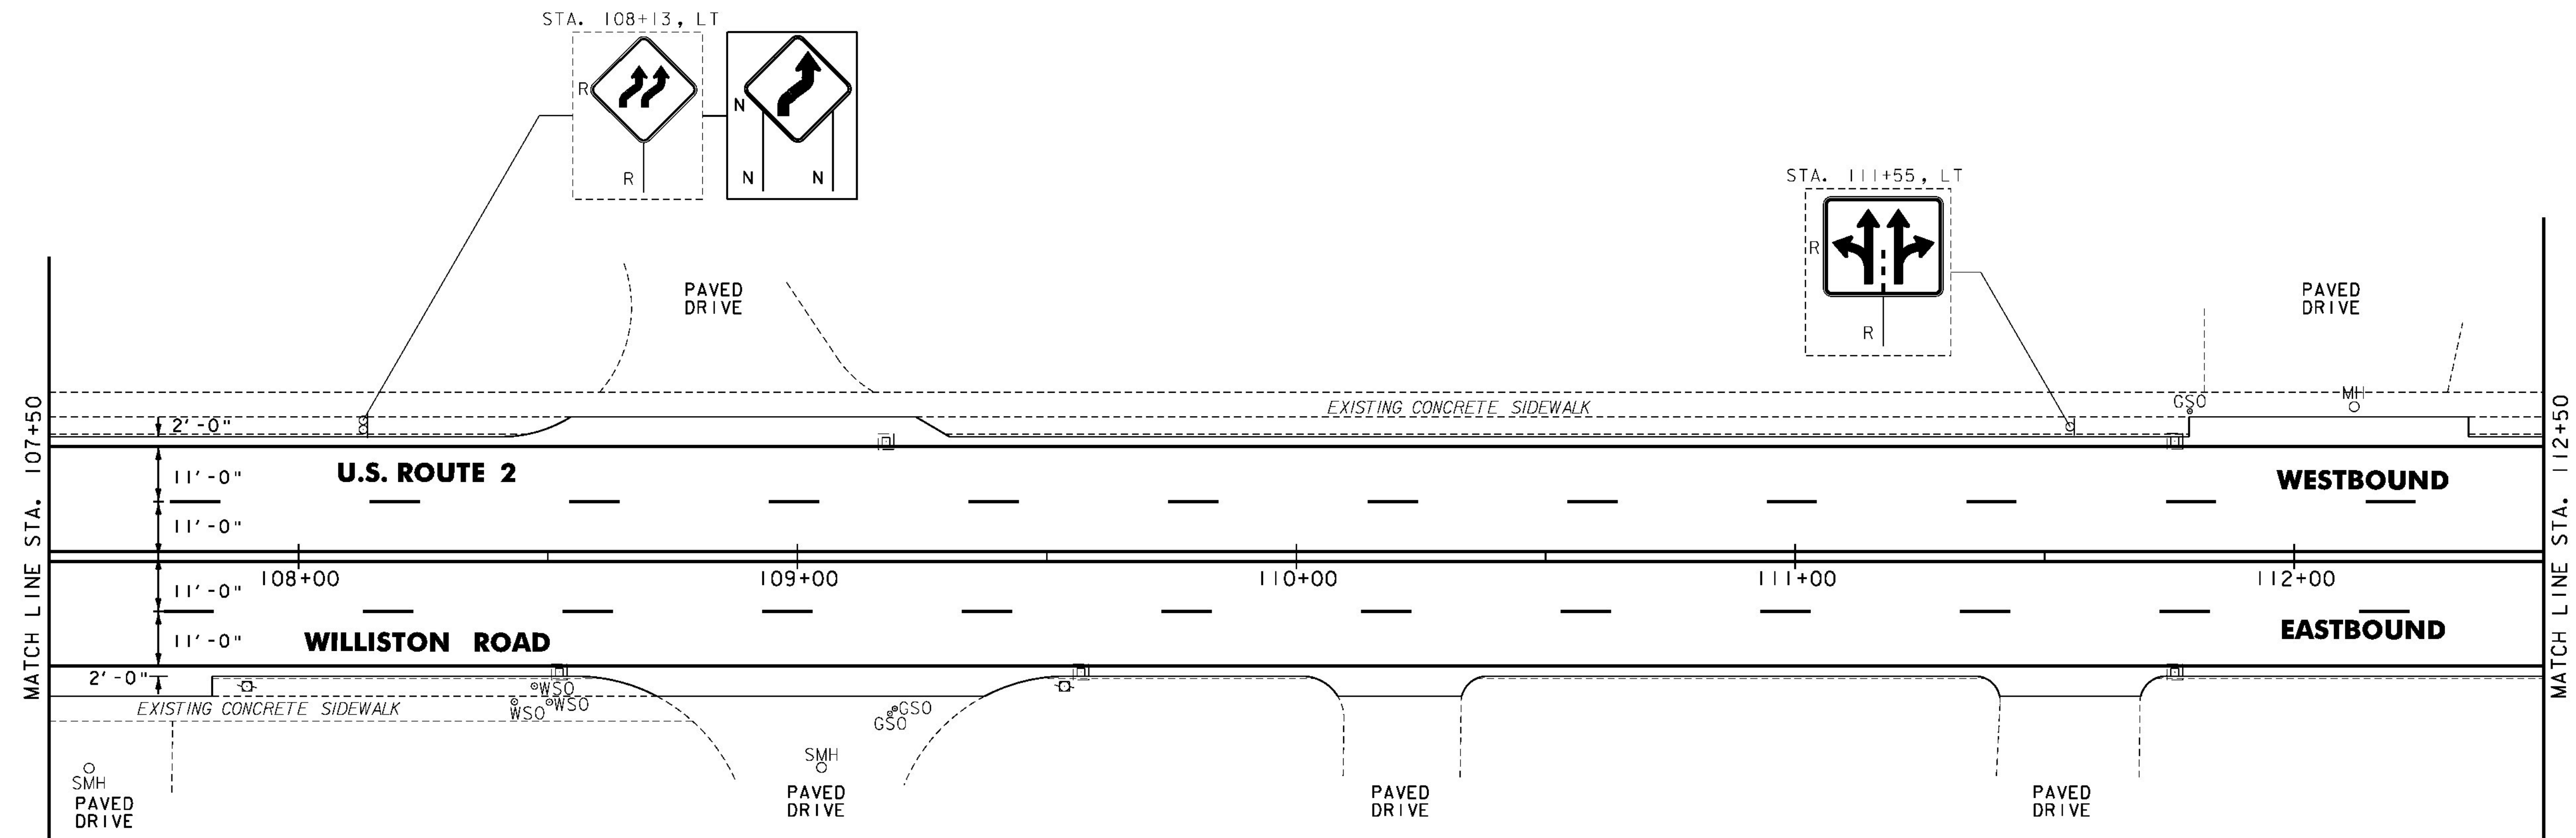 STA. 108+13, LT
R
N
R
N
N
STA. 111+55, LT
R
R
PAVED
DRIVE
PAVED
DRIVE
MATCH LINE STA. 107+50
MATCH LINE STA. 112+50
EXISTING CONCRETE SIDEWALK
GSO
MH
2'-0"
11'-0"
U.S. ROUTE 2
WESTBOUND
11'-0"
108+00
109+00
110+00
111+00
112+00
11'-0"
11'-0"
WILLISTON ROAD
EASTBOUND
2'-0"
WSO
WSO
WSO
EXISTING CONCRETE SIDEWALK
GSO
GSO
SMH
SMH
PAVED
DRIVE
PAVED
DRIVE
PAVED
DRIVE
PAVED
DRIVE